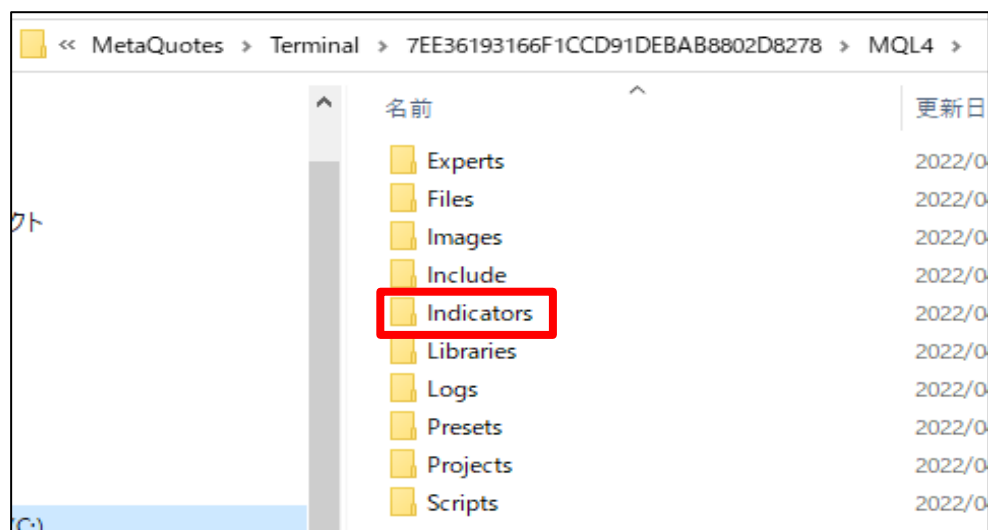 « MetaQuotes > Terminal > 7EE36193166F1CCD91DEBAB8802D8278 > MQL4 >
名前 更新日
Experts 2022/0
Files 2022/0
クト
Images 2022/0
Include 2022/0
Indicators 2022/0
Libraries 2022/0
Logs 2022/0
Presets 2022/0
Projects 2022/0
Scripts 2022/0
(C:)